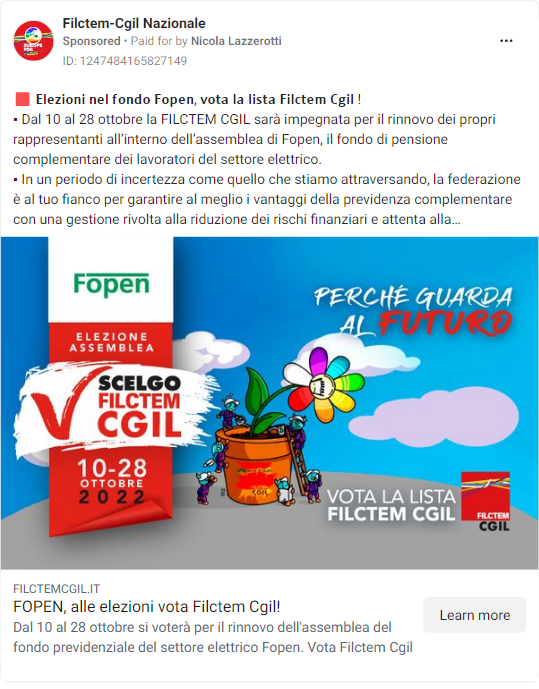 Filctem-Cgil Nazionale
Sponsored • Paid for by Nicola Lazzerotti
ID: 1247484165827149
🟥 Elezioni nel fondo Fopen, vota la lista Filctem Cgil !
▪ Dal 10 al 28 ottobre la FILCTEM CGIL sarà impegnata per il rinnovo dei propri
rappresentanti all'interno dell'assemblea di Fopen, il fondo di pensione
complementare dei lavoratori del settore elettrico.
▪ In un periodo di incertezza come quello che stiamo attraversando, la federazione
è al tuo fianco per garantire al meglio i vantaggi della previdenza complementare
con una gestione rivolta alla riduzione dei rischi finanziari e attenta alla…
Fopen
ELEZIONE
ASSEMBLEA
SCELGO
FILCTEM
CGIL
10-28
OTTOBRE
2022
PERCHÉ GUARDA
AL FUTURO
CGIL
VOTA LA LISTA
FILCTEM CGIL
FILCTEM
CGIL
FILCTEMCGIL.IT
FOPEN, alle elezioni vota Filctem Cgil!
Dal 10 al 28 ottobre si voterà per il rinnovo dell'assemblea del
fondo previdenziale del settore elettrico Fopen. Vota Filctem Cgil
Learn more